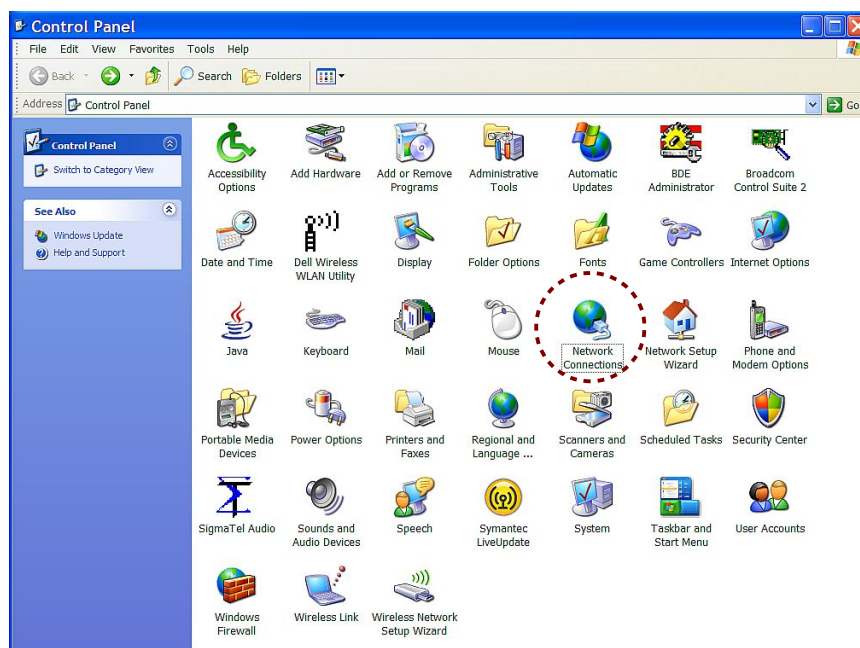 Control Panel
File Edit View Favorites Tools Help
Back Search Folders
Address Control Panel Go
Control Panel
Switch to Category View
See Also
Windows Update
Help and Support
Accessibility Options
Add Hardware
Add or Remove Programs
Administrative Tools
Automatic Updates
BDE Administrator
Broadcom Control Suite 2
Date and Time
Dell Wireless WLAN Utility
Display
Folder Options
Fonts
Game Controllers
Internet Options
Java
Keyboard
Mail
Mouse
Network Connections
Network Setup Wizard
Phone and Modem Options
Portable Media Devices
Power Options
Printers and Faxes
Regional and Language ...
Scanners and Cameras
Scheduled Tasks
Security Center
SigmaTel Audio
Sounds and Audio Devices
Speech
Symantec LiveUpdate
System
Taskbar and Start Menu
User Accounts
Windows Firewall
Wireless Link
Wireless Network Setup Wizard